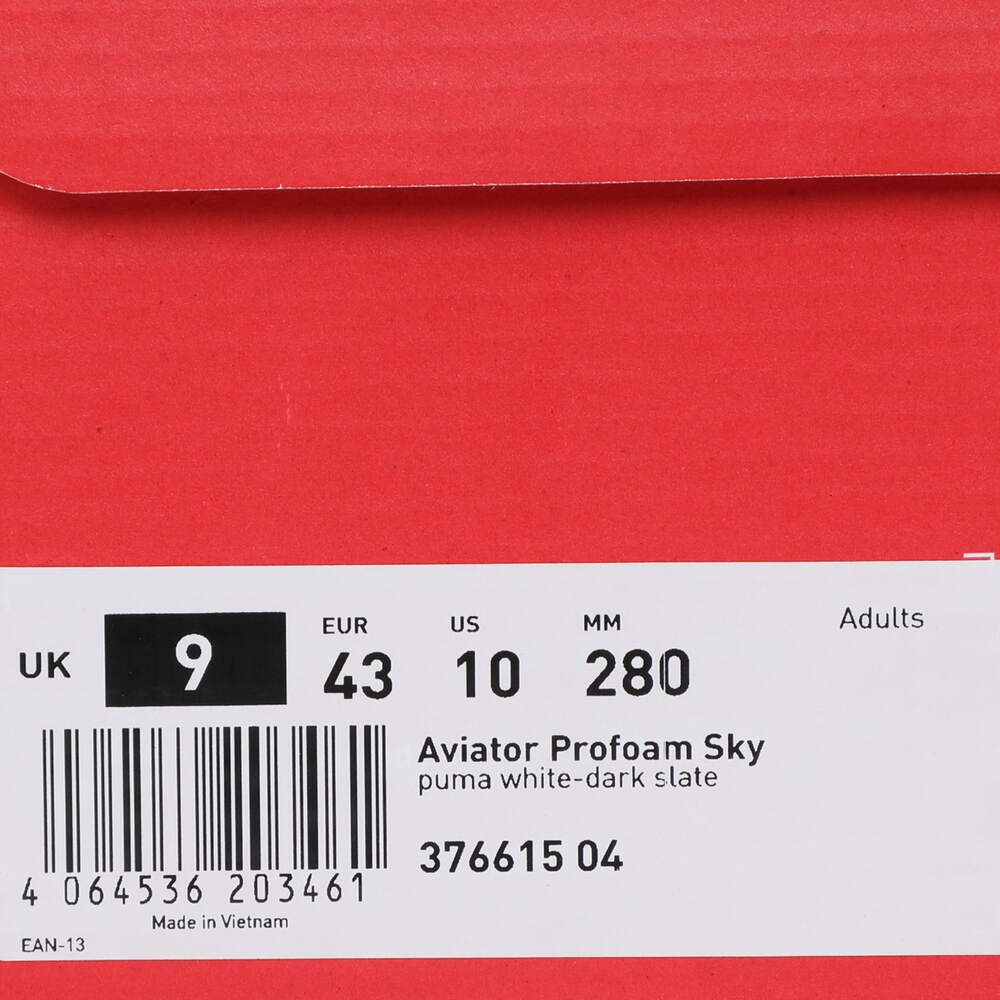 EUR US MM Adults
UK 9 43 10 280
Aviator Profoam Sky
puma white-dark slate
376615 04
4 064536 203461
Made in Vietnam
EAN-13